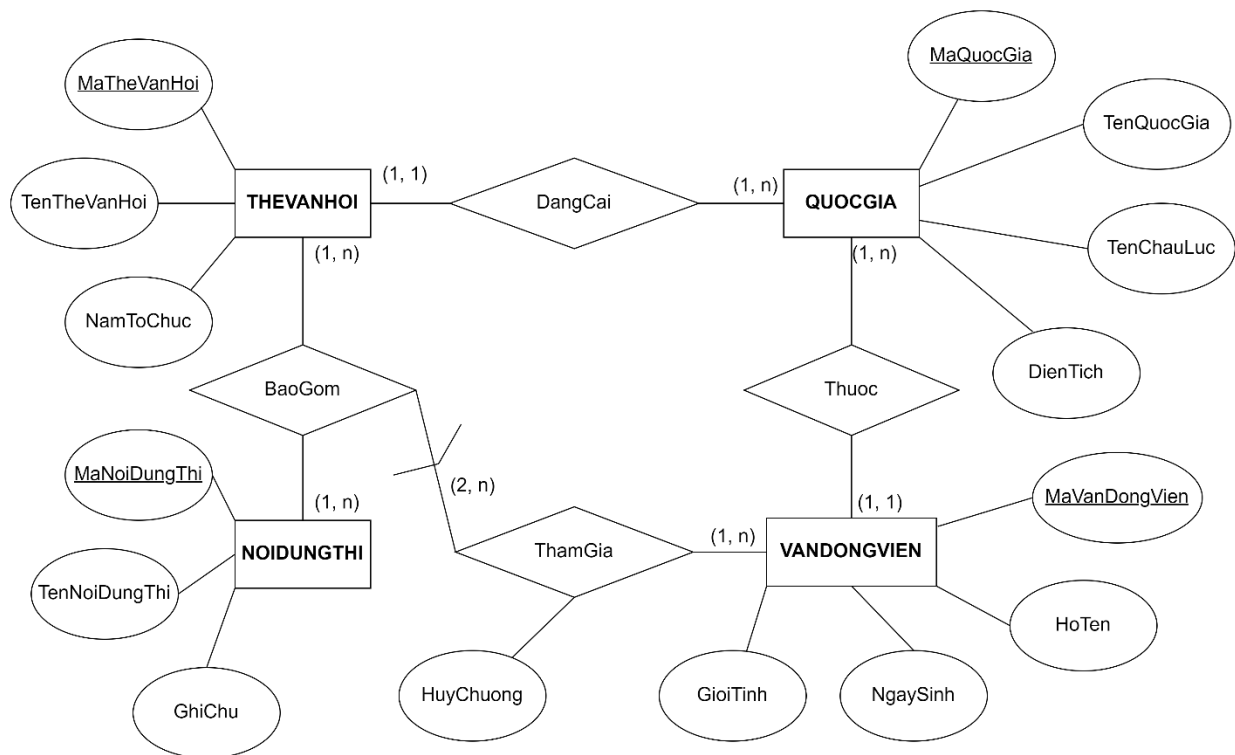 MaTheVanHoi
MaQuocGia
TenQuocGia
TenTheVanHoi
THEVANHOI
(1, 1)
DangCai
(1, n)
QUOCGIA
(1, n)
(1, n)
TenChauLuc
NamToChuc
BaoGom
Thuoc
DienTich
MaNoiDungThi
(2, n)
(1, n)
(1, 1)
MaVanDongVien
NOIDUNGTHI
ThamGia
(1, n)
VANDONGVIEN
TenNoiDungThi
HoTen
GhiChu
HuyChuong
GioiTinh
NgaySinh